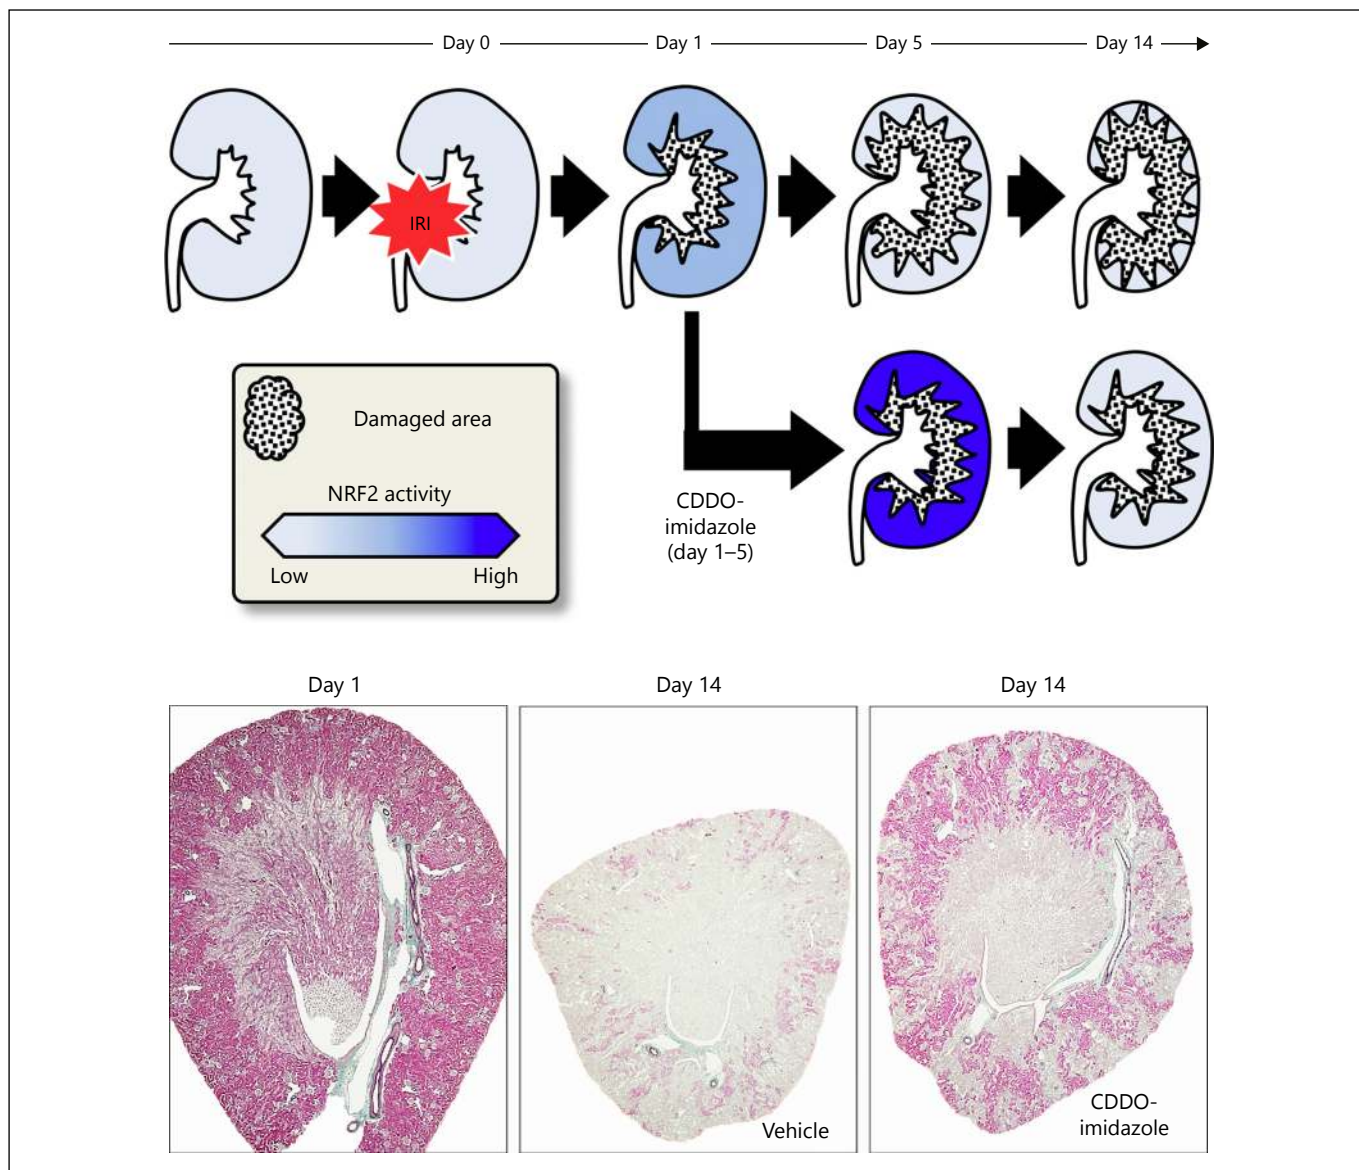 Day 0
Day 1
Day 5
Day 14
IRI
Damaged area
NRF2 activity
Low
High
CDDO-
imidazole
(day 1–5)
Day 1
Day 14
Day 14
Vehicle
CDDO-
imidazole